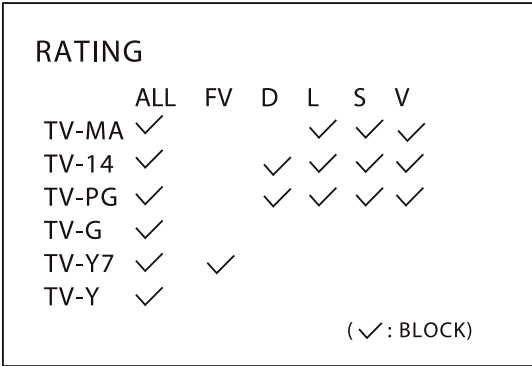 RATING
ALL FV D L S V
TV-MA ✓ ✓ ✓ ✓
TV-14 ✓ ✓ ✓ ✓ ✓
TV-PG ✓ ✓ ✓ ✓ ✓
TV-G ✓
TV-Y7 ✓ ✓
TV-Y ✓
(✓: BLOCK)